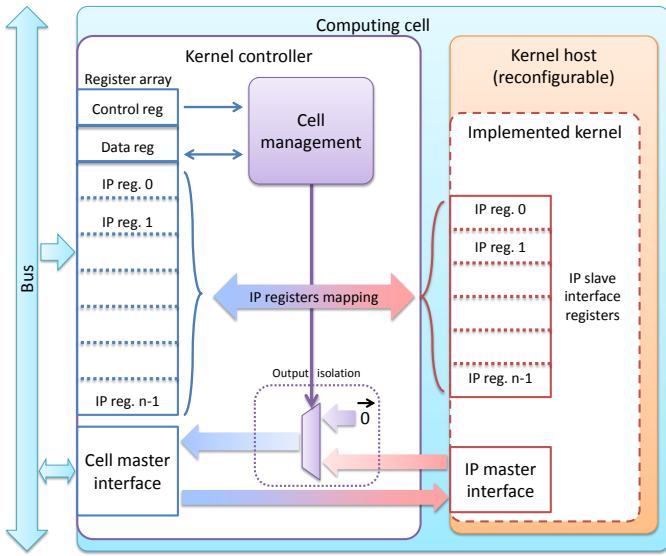 Computing cell
Kernel controller
Kernel host
(reconfigurable)
Register array
Control reg
Data reg
Cell
management
Implemented kernel
IP reg. 0
IP reg. 1
IP reg. n-1
Bus
IP registers mapping
IP reg. 0
IP reg. 1
IP reg. n-1
IP slave
interface
registers
Output isolation
0
Cell master
interface
IP master
interface